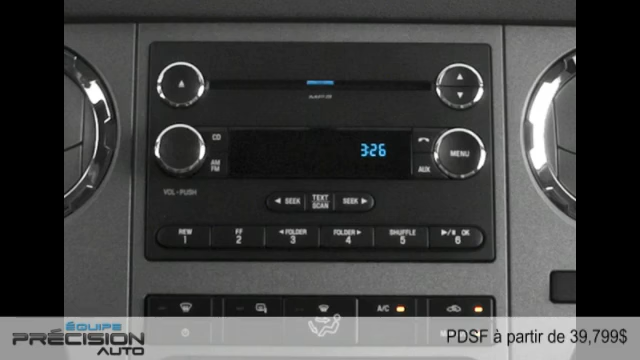 MP3
CD
3:26
MENU
AM
FM
AUX
VOL-PUSH
◄ SEEK
TEXT
SCAN
SEEK ►
REW
1
FF
2
◄ FOLDER
3
FOLDER ►
4
SHUFFLE
5
►/II OK
6
A/C
ÉQUIPE
PRÉCISION
AUTO
PDSF à partir de 39,799$